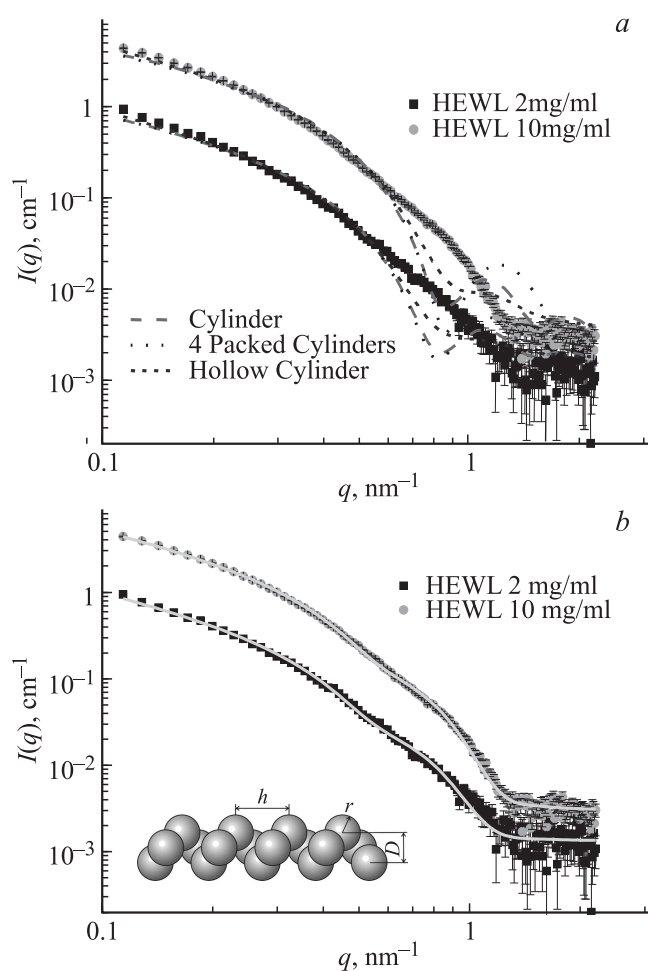 a
HEWL 2mg/ml
HEWL 10mg/ml
1
10⁻¹
10⁻²
10⁻³
I(q), cm⁻¹
Cylinder
4 Packed Cylinders
Hollow Cylinder
0.1
1
q, nm⁻¹
b
HEWL 2 mg/ml
HEWL 10 mg/ml
1
10⁻¹
10⁻²
10⁻³
I(q), cm⁻¹
h
r
D
0.1
1
q, nm⁻¹